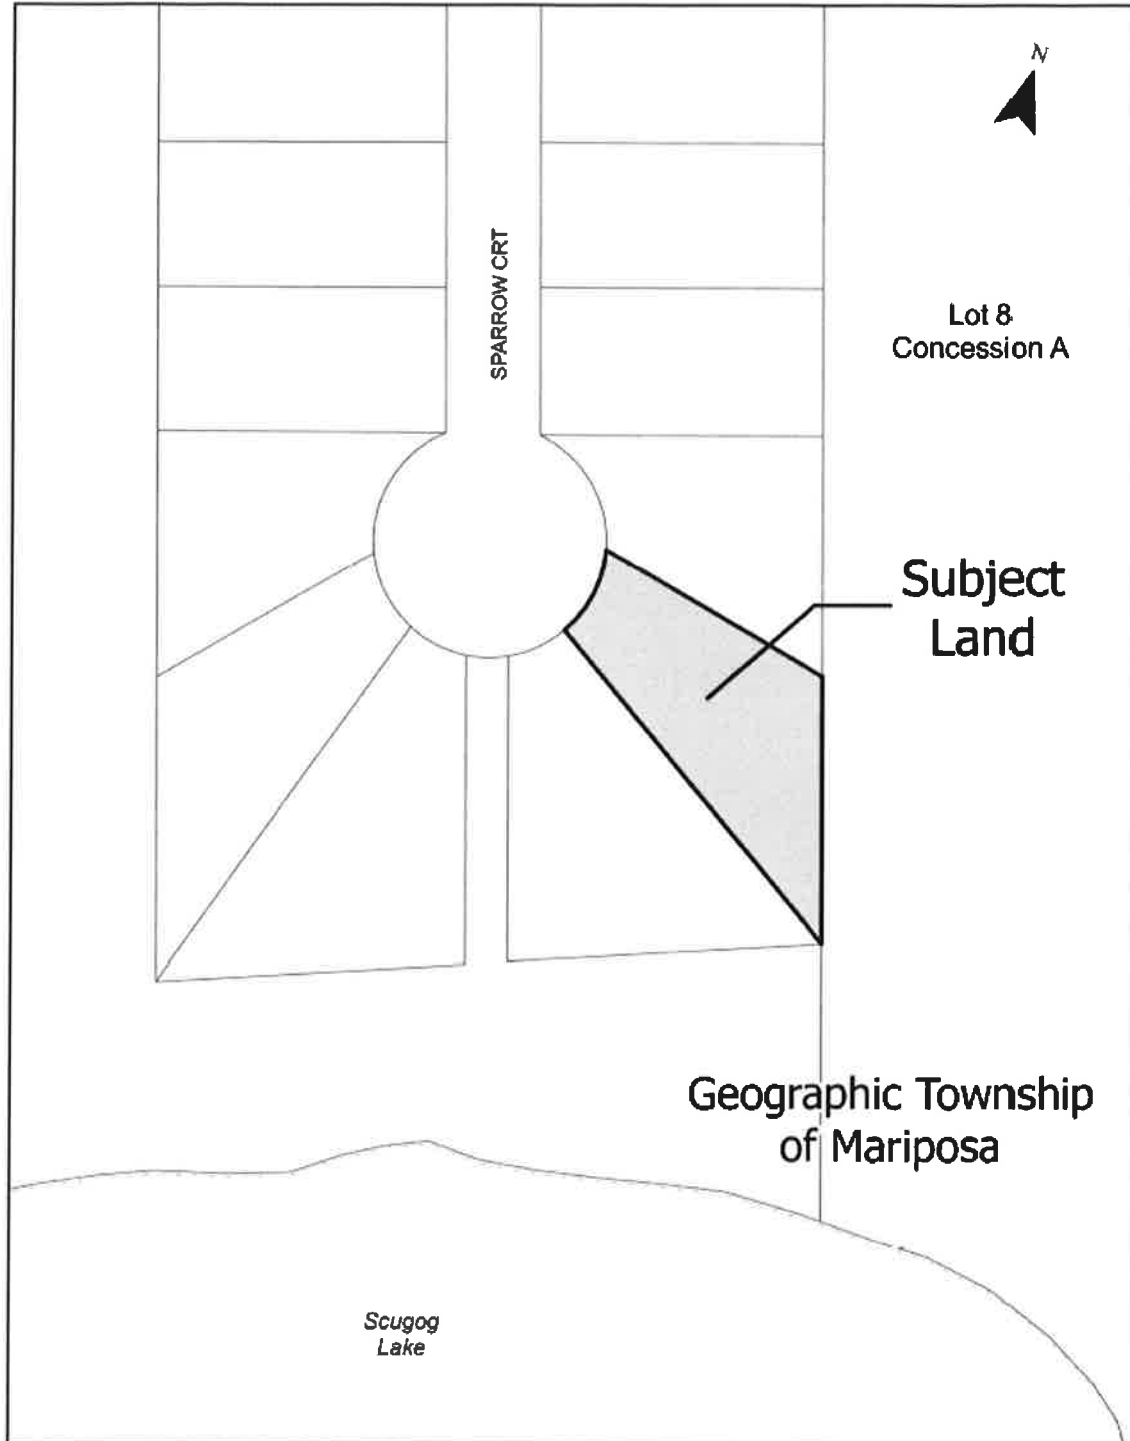 N
SPARROW CRT
Lot 8
Concession A
Subject
Land
Geographic Township
of Mariposa
Scugog
Lake